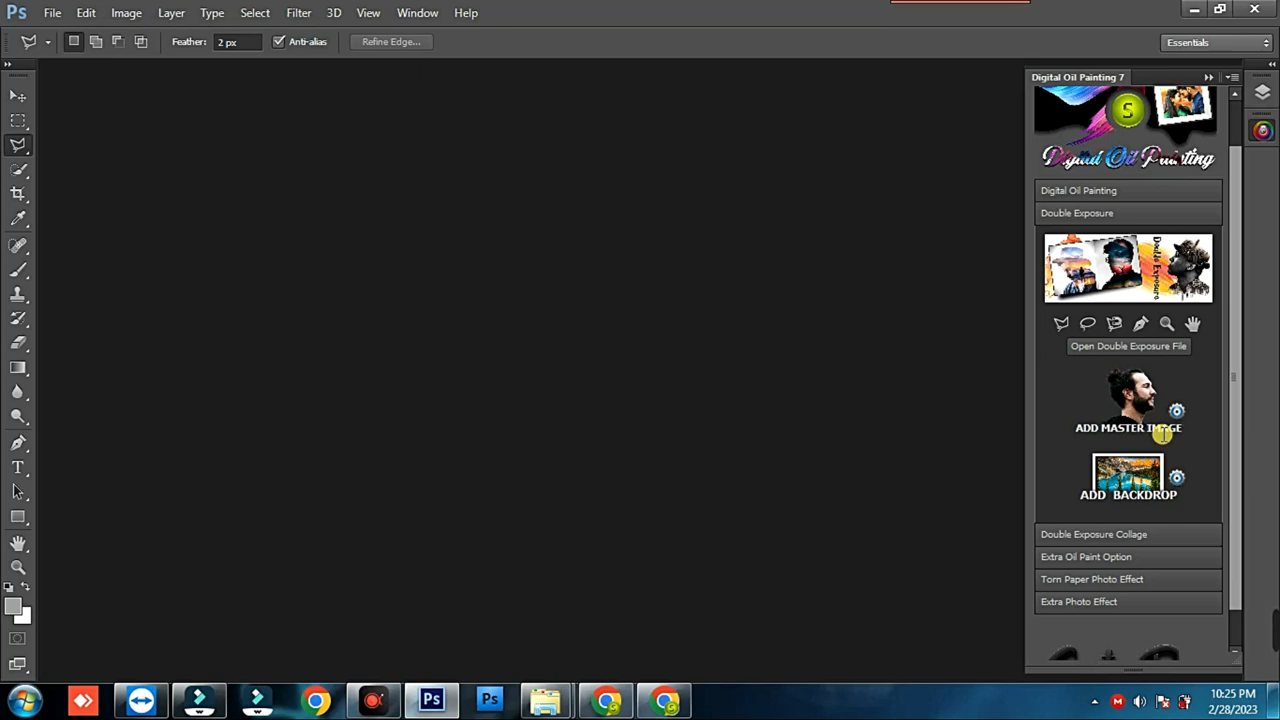 Ps File Edit Image Layer Type Select Filter 3D View Window Help
Feather: 2 px Anti-alias Refine Edge... Essentials
Digital Oil Painting 7
S
Digital Oil Painting
Digital Oil Painting
Double Exposure
Double Exposure
Open Double Exposure File
ADD MASTER IMAGE
ADD BACKDROP
Double Exposure Collage
Extra Oil Paint Option
Torn Paper Photo Effect
Extra Photo Effect
T
Ps Ps
10:25 PM
2/28/2023